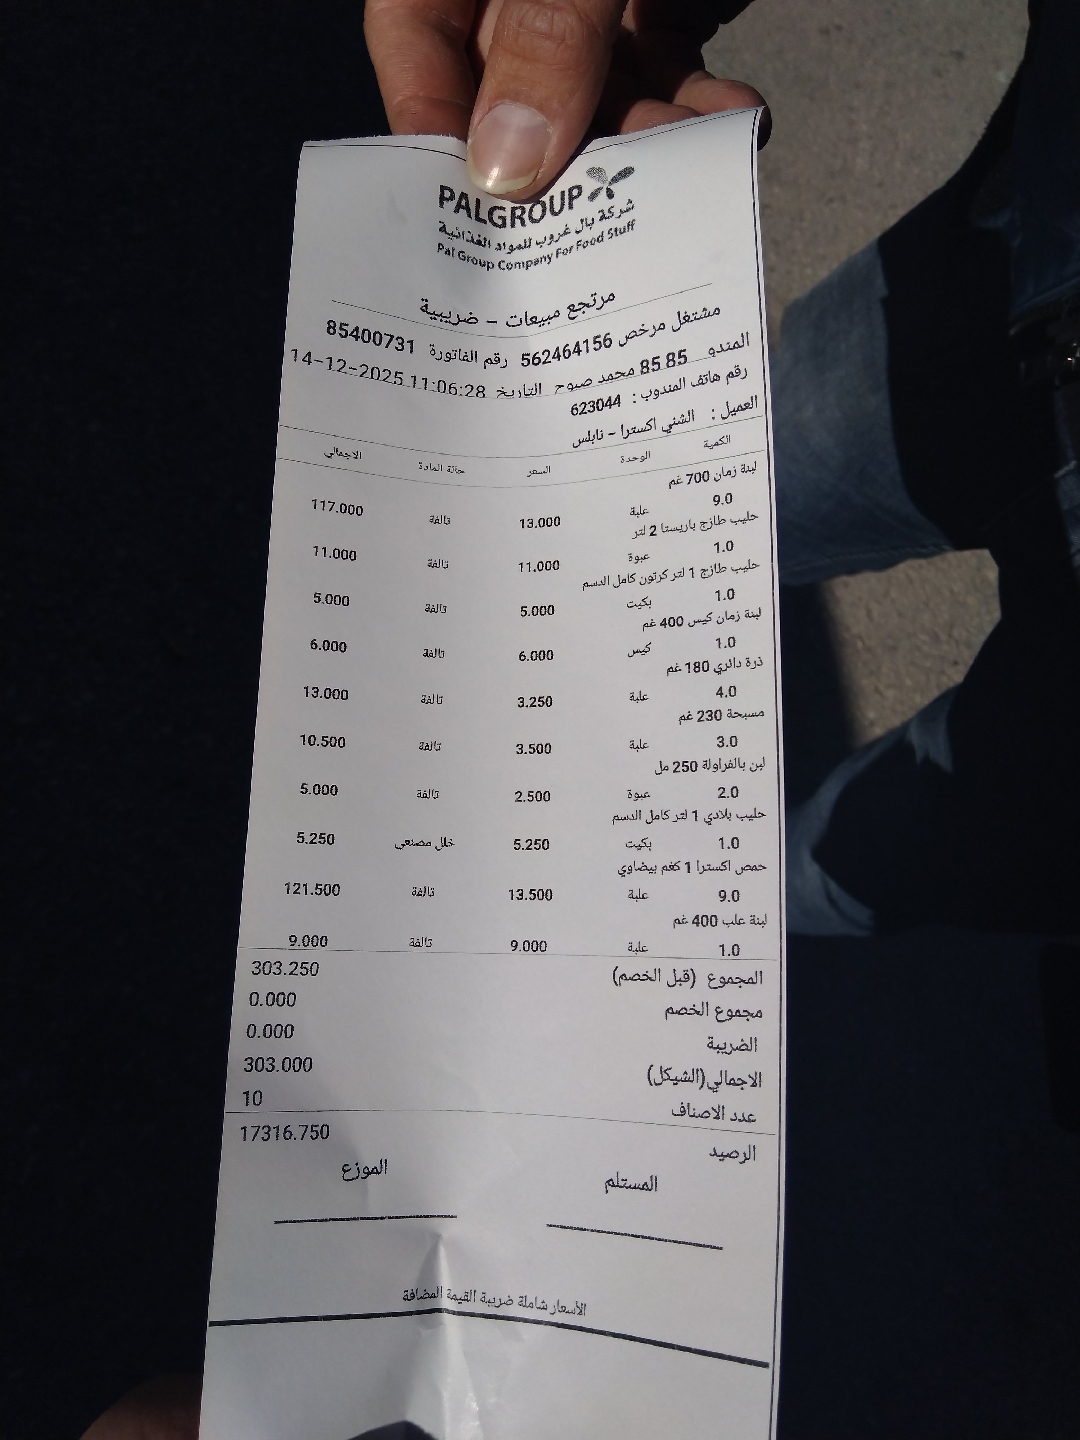 PALGROUP
شركة بال غروب للمواد الغذائية
Pal Group Company For Food Stuff
مرتجع مبيعات - ضريبية
مشتغل مرخص 562464156 رقم الفاتورة 85400731
المندو 85 85 محمد صبوح التاريخ 14-12-2025 11:06:28
رقم هاتف المندوب : 623044
العميل : الشني اكسترا - نابلس
الكمية الوحدة السعر حالة المادة الاجمالي
لبنة زمان 700 غم
9.0 علبة 13.000 تالفة 117.000
حليب طازج باريستا 2 لتر
1.0 عبوة 11.000 تالفة 11.000
حليب طازج 1 لتر كرتون كامل الدسم
1.0 بكيت 5.000 تالفة 5.000
لبنة زمان كيس 400 غم
1.0 كيس 6.000 تالفة 6.000
ذرة دائري 180 غم
4.0 علبة 3.250 تالفة 13.000
مسبحة 230 غم
3.0 علبة 3.500 تالفة 10.500
لبن بالفراولة 250 مل
2.0 عبوة 2.500 تالفة 5.000
حليب بلادي 1 لتر كامل الدسم
1.0 بكيت 5.250 خلل مصنعي 5.250
حمص اكسترا 1 كغم بيضاوي
9.0 علبة 13.500 تالفة 121.500
لبنة علب 400 غم
1.0 علبة 9.000 تالفة 9.000
المجموع (قبل الخصم) 303.250
مجموع الخصم 0.000
الضريبة 0.000
الاجمالي(الشيكل) 303.000
عدد الاصناف 10
الرصيد 17316.750
المستلم الموزع
الأسعار شاملة ضريبة القيمة المضافة